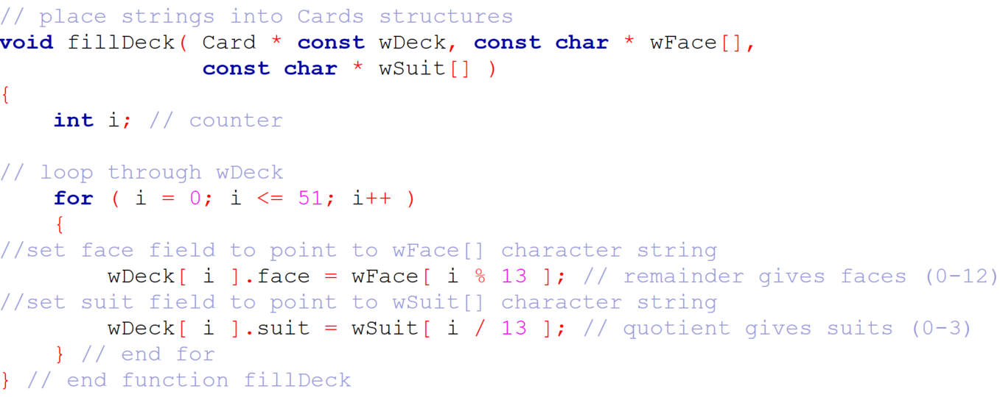 // place strings into Cards structures
void fillDeck( Card * const wDeck, const char * wFace[],
const char * wSuit[] )
{
int i; // counter
// loop through wDeck
for ( i = 0; i <= 51; i++ )
{
//set face field to point to wFace[] character string
wDeck[ i ].face = wFace[ i % 13 ]; // remainder gives faces (0-12)
//set suit field to point to wSuit[] character string
wDeck[ i ].suit = wSuit[ i / 13 ]; // quotient gives suits (0-3)
} // end for
} // end function fillDeck